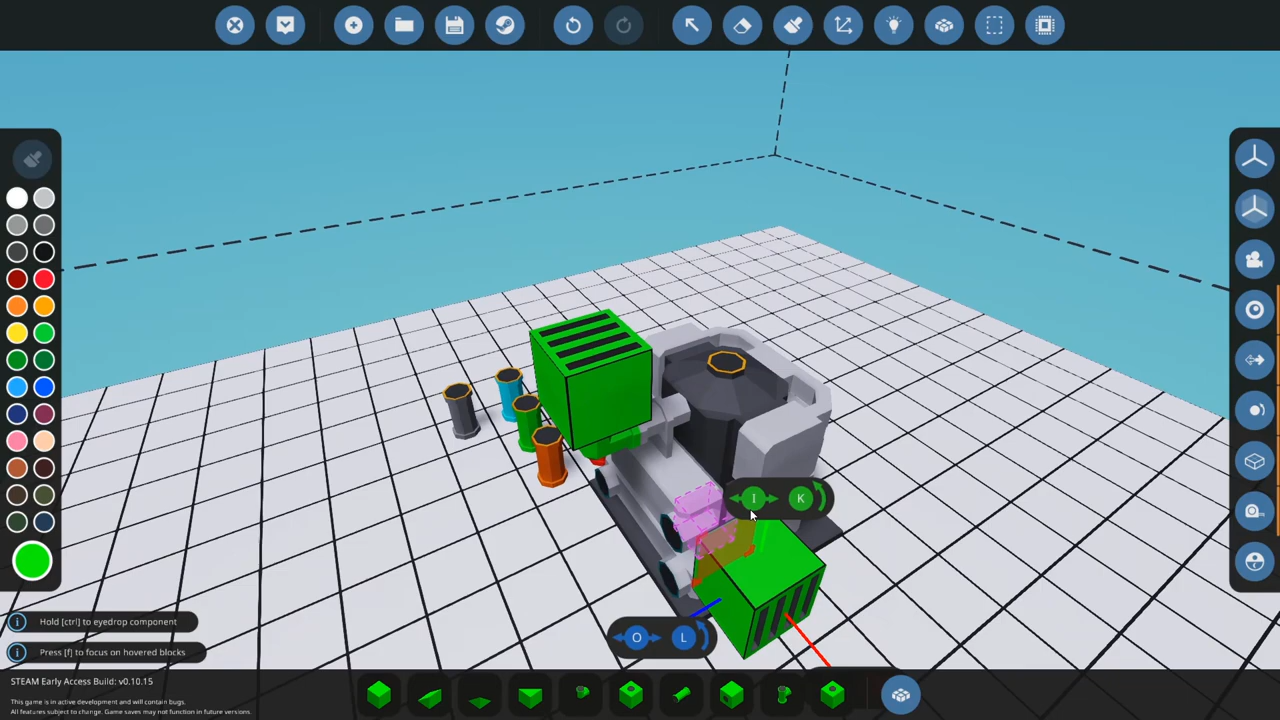 I K
O L
Hold [ctrl] to eyedrop component
Press [f] to focus on hovered blocks
STEAM Early Access Build: v0.10.15
This game is in active development and will contain bugs.
All features subject to change. Game saves may not function in future versions.